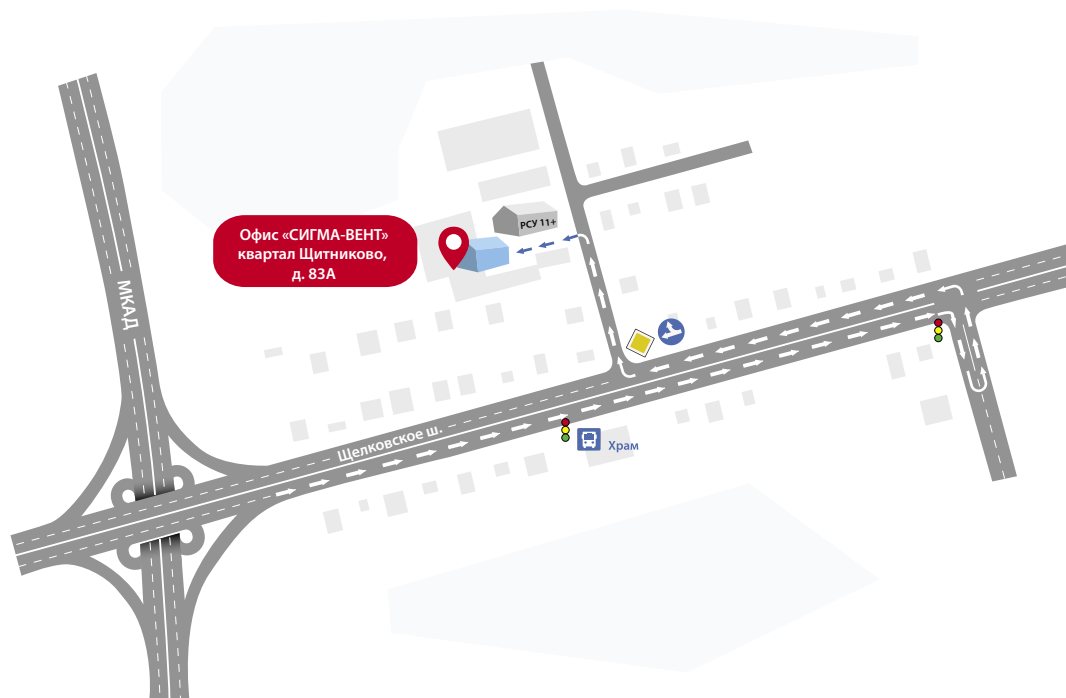 РСУ 11+
Офис «СИГМА-ВЕНТ»
квартал Щитниково,
д. 83А
МКАД
Щелковское ш.
Храм